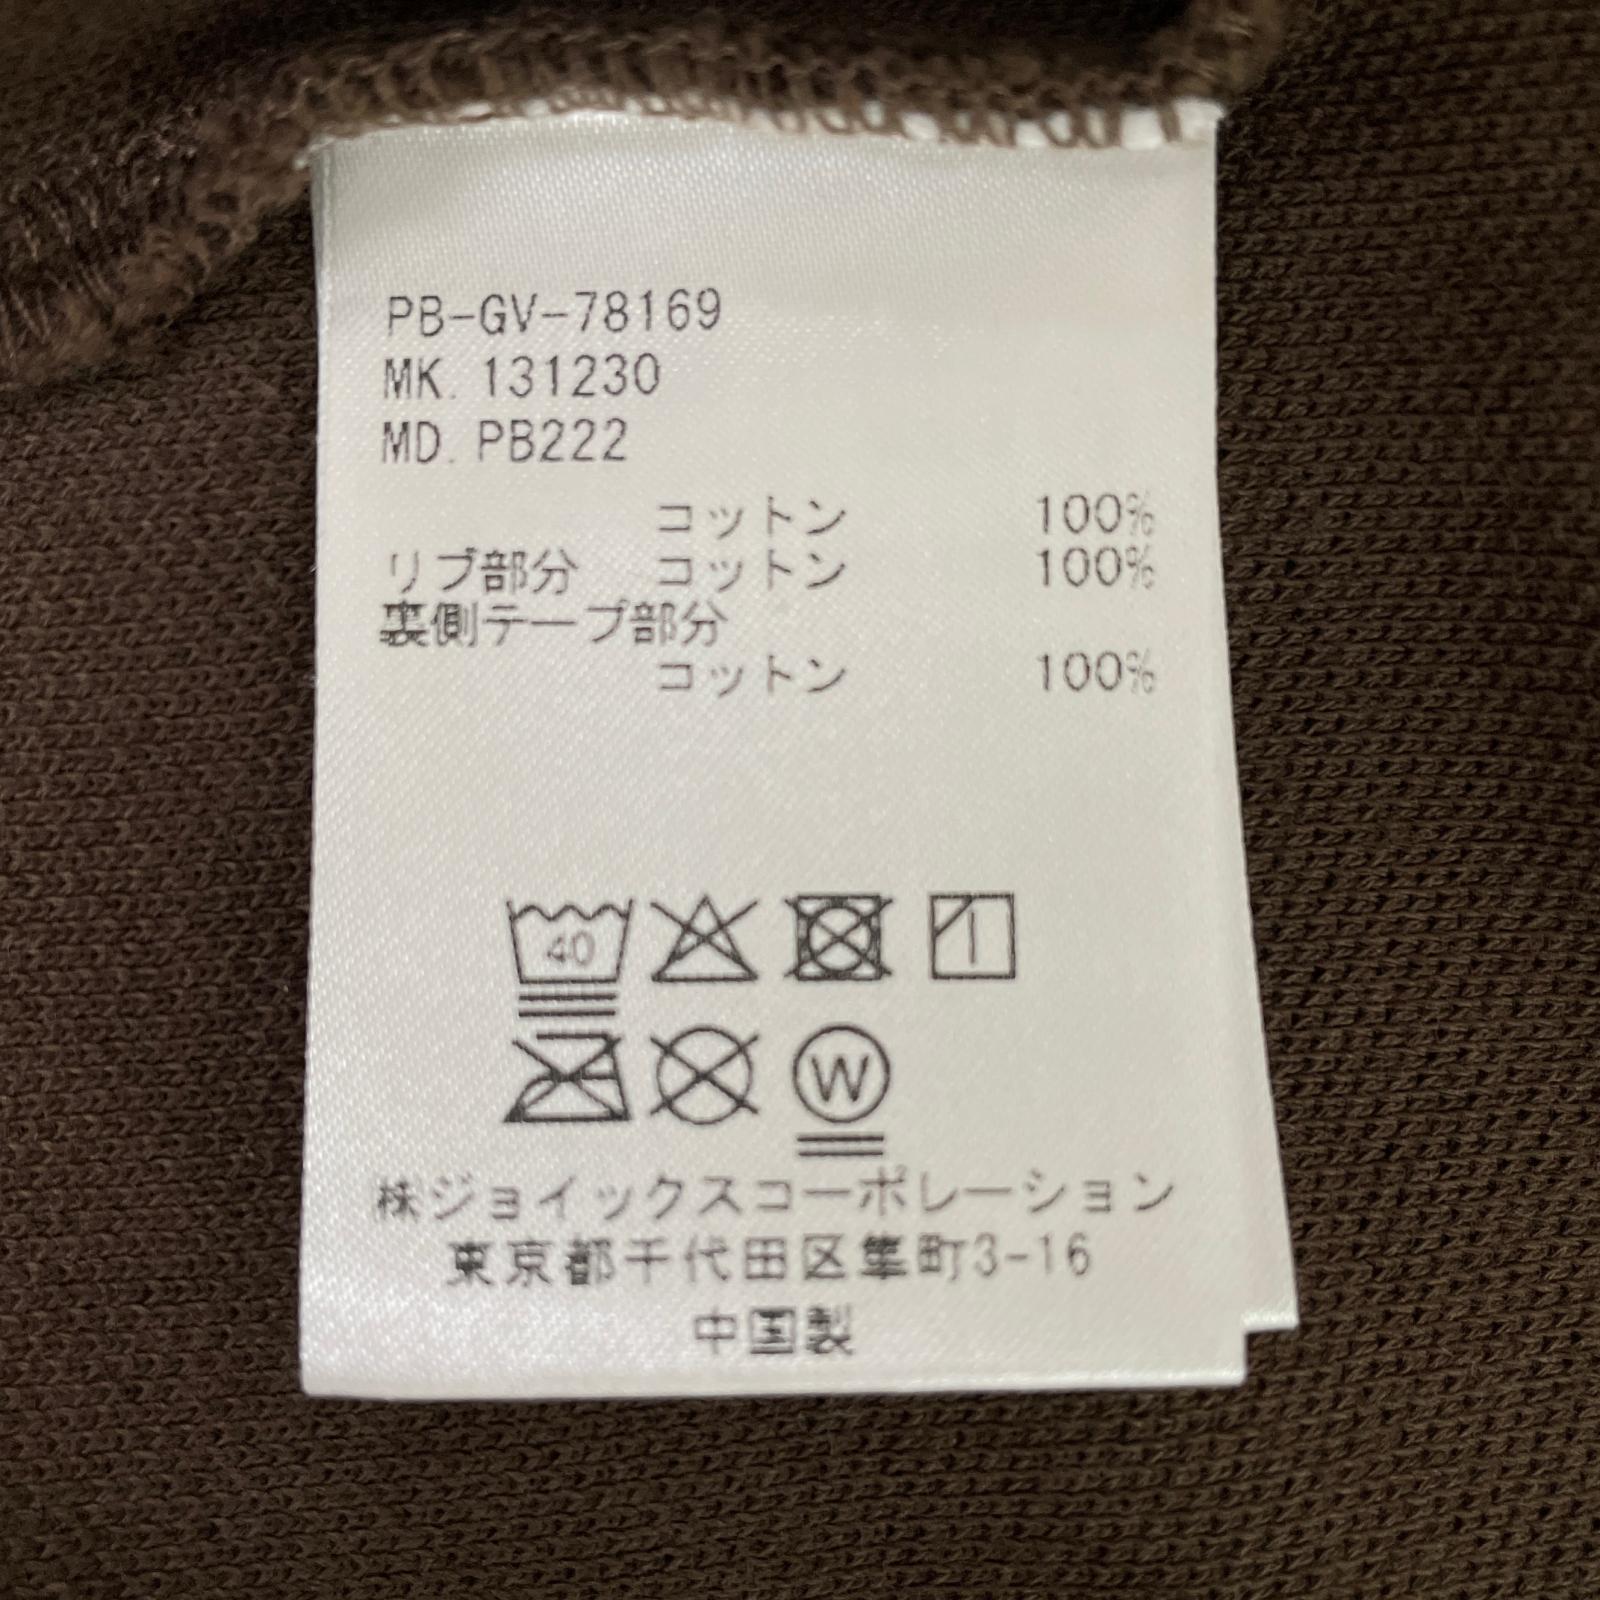 PB-GV-78169
MK. 131230
MD. PB222
コットン 100%
リブ部分 コットン 100%
裏側テープ部分
コットン 100%
40
W
㈱ジョイックスコーポレーション
東京都千代田区隼町3-16
中国製